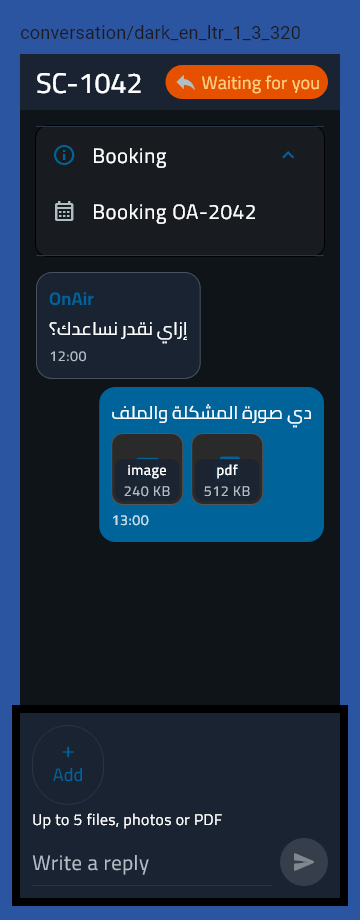 conversation/dark_en_ltr_1_3_320
SC-1042
Waiting for you
Booking
Booking OA-2042
OnAir
إزاي نقدر نساعدك؟
12:00
دي صورة المشكلة والملف
image
240 KB
pdf
512 KB
13:00
+
Add
Up to 5 files, photos or PDF
Write a reply